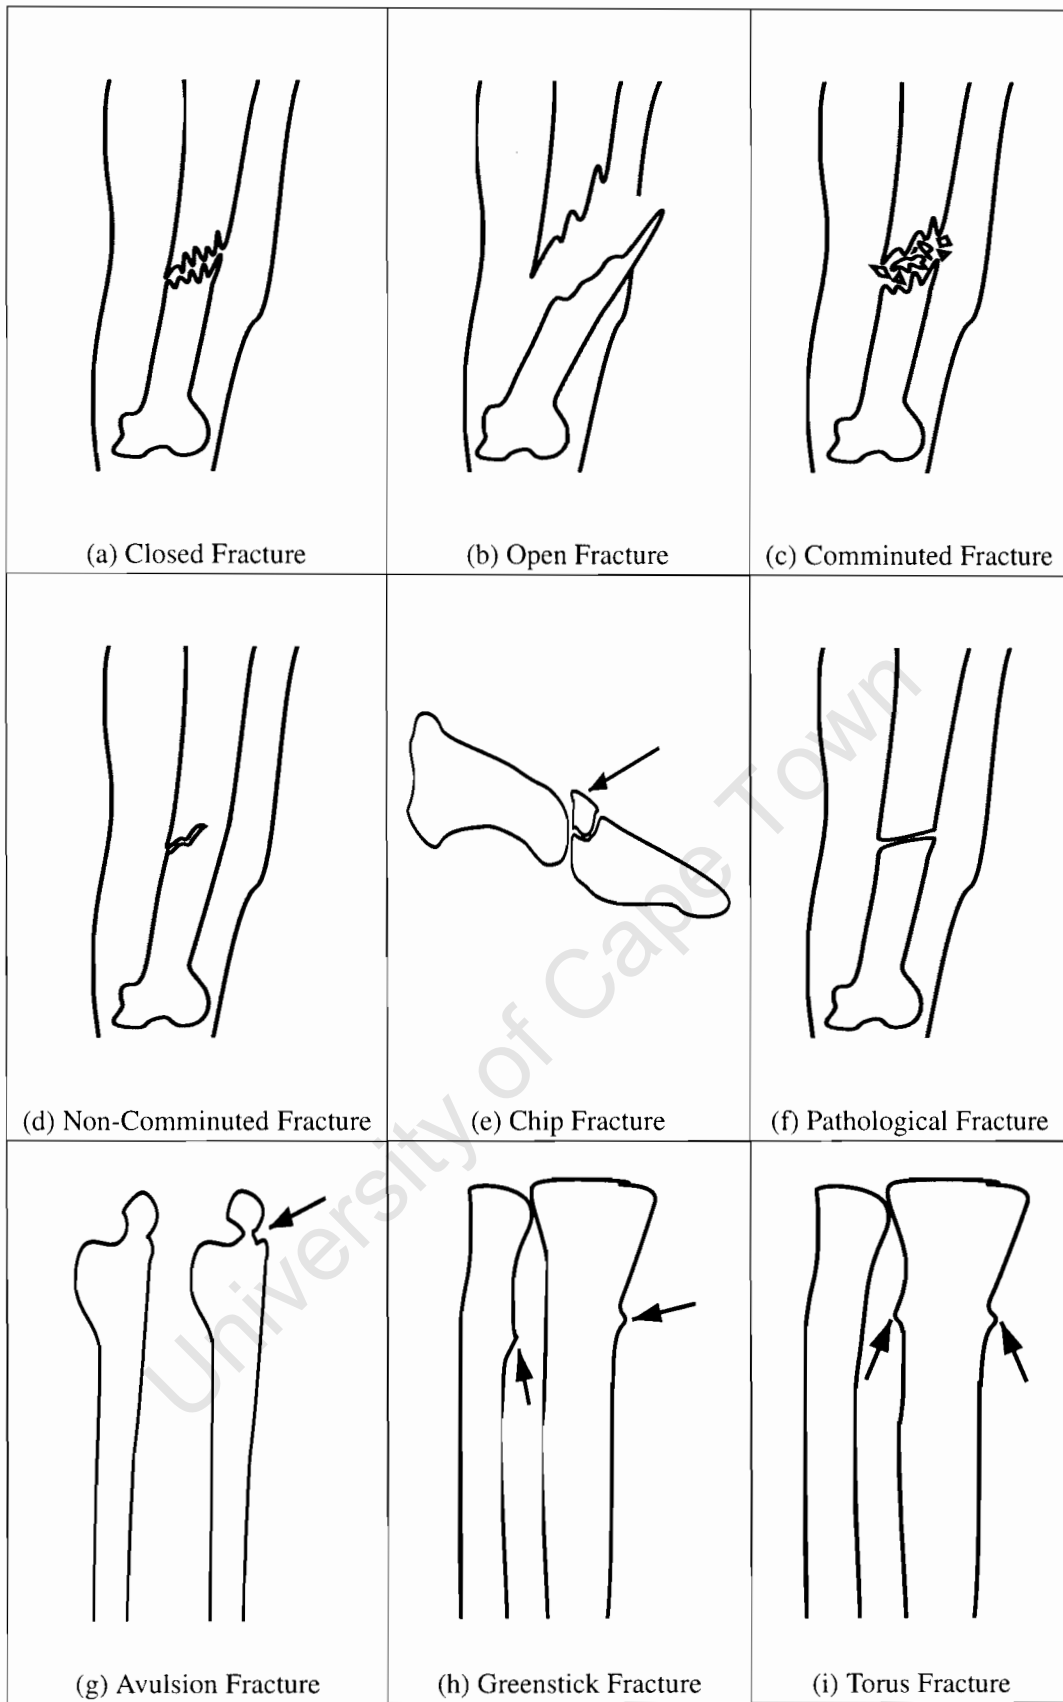 (a) Closed Fracture
(b) Open Fracture
(c) Comminuted Fracture
(d) Non-Comminuted Fracture
(e) Chip Fracture
(f) Pathological Fracture
(g) Avulsion Fracture
(h) Greenstick Fracture
(i) Torus Fracture
University of Cape Town